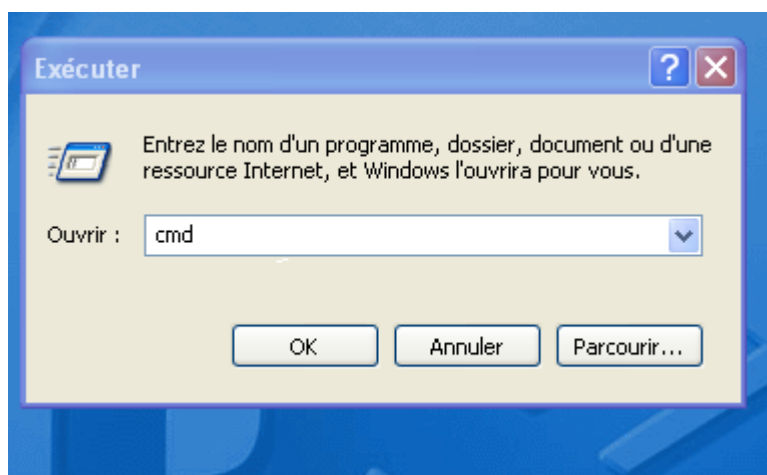 Exécuter
Entrez le nom d'un programme, dossier, document ou d'une
ressource Internet, et Windows l'ouvrira pour vous.
Ouvrir : cmd
OK Annuler Parcourir...